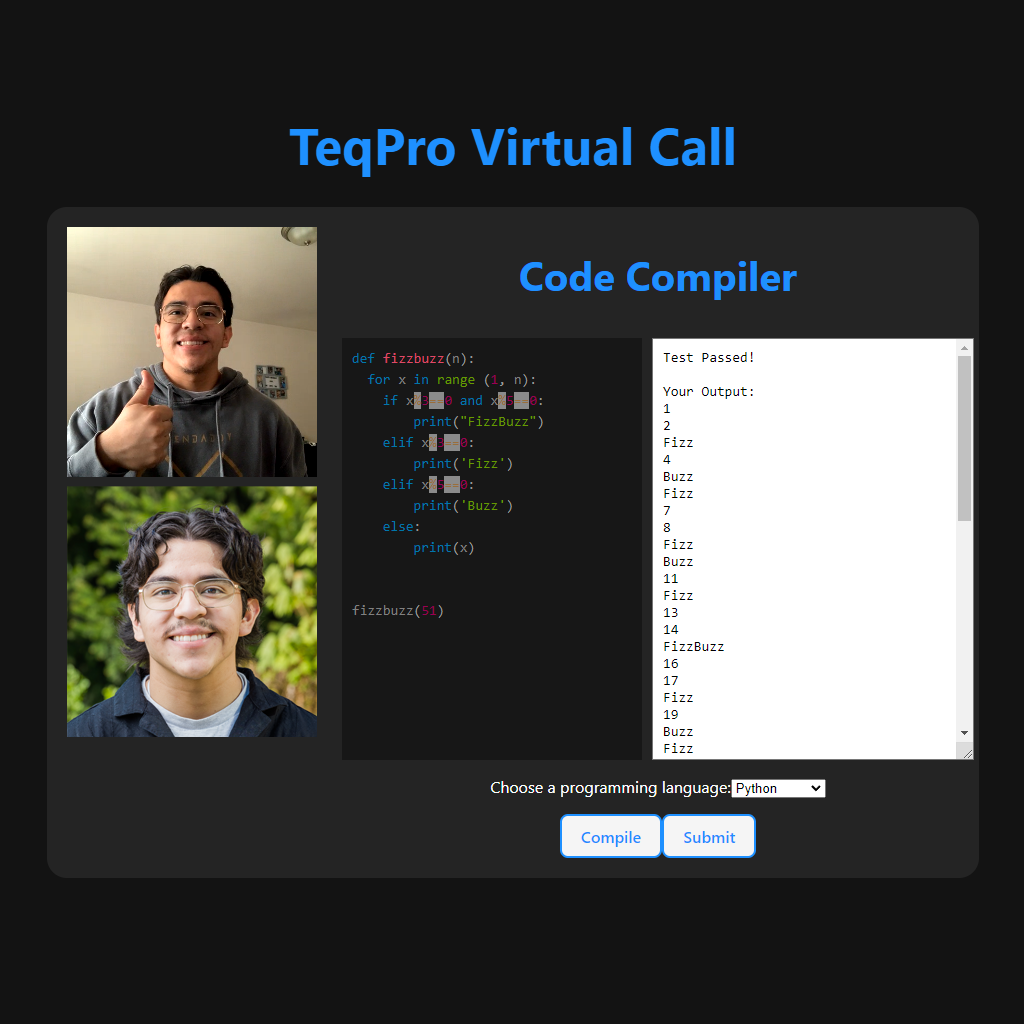 TeqPro Virtual Call
Code Compiler
def fizzbuzz(n):
  for x in range (1, n):
    if x%3==0 and x%5==0:
        print("FizzBuzz")
    elif x%3==0:
        print('Fizz')
    elif x%5==0:
        print('Buzz')
    else:
        print(x)
fizzbuzz(51)
Test Passed!
Your Output:
1
2
Fizz
4
Buzz
Fizz
7
8
Fizz
Buzz
11
Fizz
13
14
FizzBuzz
16
17
Fizz
19
Buzz
Fizz
Choose a programming language: Python
Compile Submit